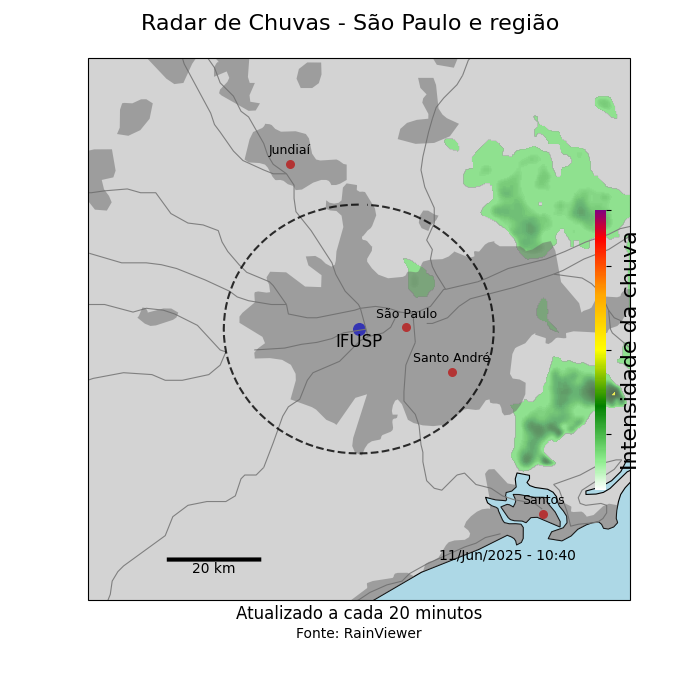 Radar de Chuvas - São Paulo e região
Jundiaí
São Paulo
IFUSP
Santo André
Intensidade da chuva
Santos
11/Jun/2025 - 10:40
20 km
Atualizado a cada 20 minutos
Fonte: RainViewer